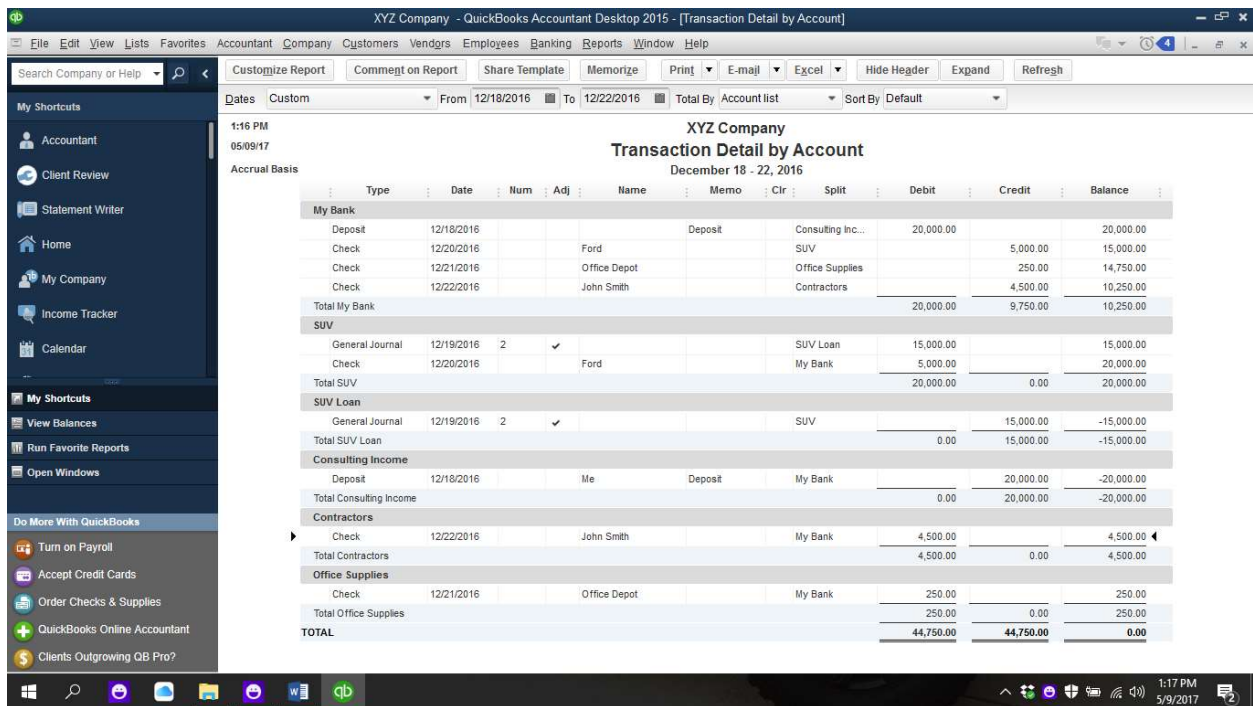 qb XYZ Company - QuickBooks Accountant Desktop 2015 - [Transaction Detail by Account]
File Edit View Lists Favorites Accountant Company Customers Vendors Employees Banking Reports Window Help 4
Search Company or Help Customize Report Comment on Report Share Template Memorize Print E-mail Excel Hide Header Expand Refresh
Dates Custom From 12/18/2016 To 12/22/2016 Total By Account list Sort By Default
My Shortcuts
Accountant
Client Review
Statement Writer
Home
My Company
Income Tracker
31 Calendar
My Shortcuts
View Balances
Run Favorite Reports
Open Windows
Do More With QuickBooks
Turn on Payroll
Accept Credit Cards
Order Checks & Supplies
QuickBooks Online Accountant
Clients Outgrowing QB Pro?
1:16 PM XYZ Company
05/09/17 Transaction Detail by Account
Accrual Basis December 18 - 22, 2016
Type Date Num Adj Name Memo Clr Split Debit Credit Balance
My Bank
Deposit 12/18/2016 Deposit Consulting Inc... 20,000.00 20,000.00
Check 12/20/2016 Ford SUV 5,000.00 15,000.00
Check 12/21/2016 Office Depot Office Supplies 250.00 14,750.00
Check 12/22/2016 John Smith Contractors 4,500.00 10,250.00
Total My Bank 20,000.00 9,750.00 10,250.00
SUV
General Journal 12/19/2016 2 ✓ SUV Loan 15,000.00 15,000.00
Check 12/20/2016 Ford My Bank 5,000.00 20,000.00
Total SUV 20,000.00 0.00 20,000.00
SUV Loan
General Journal 12/19/2016 2 ✓ SUV 15,000.00 -15,000.00
Total SUV Loan 0.00 15,000.00 -15,000.00
Consulting Income
Deposit 12/18/2016 Me Deposit My Bank 20,000.00 -20,000.00
Total Consulting Income 0.00 20,000.00 -20,000.00
Contractors
Check 12/22/2016 John Smith My Bank 4,500.00 4,500.00
Total Contractors 4,500.00 0.00 4,500.00
Office Supplies
Check 12/21/2016 Office Depot My Bank 250.00 250.00
Total Office Supplies 250.00 0.00 250.00
TOTAL 44,750.00 44,750.00 0.00
qb 1:17 PM
5/9/2017 2